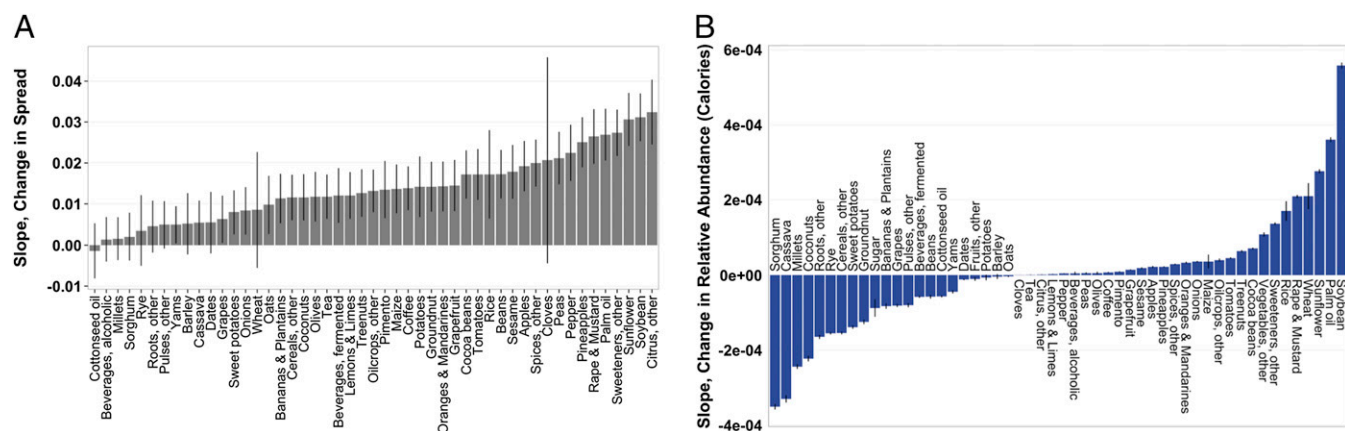 A
Slope, Change in Spread
0.04
0.03
0.02
0.01
0.00
-0.01
Cottonseed oil
Beverages, alcoholic
Millets
Sorghum
Rye
Roots, other
Pulses, other
Yams
Barley
Cassava
Dates
Grapes
Sweet potatoes
Onions
Wheat
Oats
Bananas & Plantains
Cereals, other
Coconuts
Olives
Tea
Beverages, fermented
Lemons & Limes
Treenuts
Oilcrops, other
Pimento
Maize
Coffee
Potatoes
Groundnut
Oranges & Mandarines
Grapefruit
Cocoa beans
Tomatoes
Rice
Beans
Sesame
Apples
Spices, other
Cloves
Peas
Pepper
Pineapples
Rape & Mustard
Palm oil
Sweeteners, other
Sunflower
Soybean
Citrus, other
B
Slope, Change in Relative Abundance (Calories)
6e-04
4e-04
2e-04
0e+00
-2e-04
-4e-04
Sorghum
Cassava
Millets
Coconuts
Roots, other
Rye
Cereals, other
Sweet potatoes
Groundnut
Sugar
Bananas & Plantains
Grapes
Pulses, other
Beverages, fermented
Beans
Cottonseed oil
Yams
Dates
Fruits, other
Potatoes
Barley
Oats
Cloves
Tea
Citrus, other
Lemons & Limes
Pepper
Beverages, alcoholic
Peas
Olives
Coffee
Pimento
Grapefruit
Sesame
Apples
Pineapples
Spices, other
Oranges & Mandarines
Onions
Maize
Oilcrops, other
Tomatoes
Treenuts
Cocoa beans
Vegetables, other
Sweeteners, other
Rice
Rape & Mustard
Wheat
Sunflower
Palm oil
Soybean